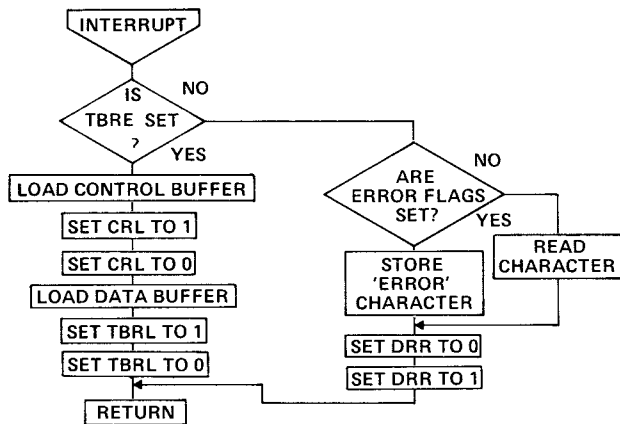 INTERRUPT
IS
TBRE SET
?
NO
YES
LOAD CONTROL BUFFER
SET CRL TO 1
SET CRL TO 0
LOAD DATA BUFFER
SET TBRL TO 1
SET TBRL TO 0
RETURN
ARE
ERROR FLAGS
SET?
NO
YES
STORE
'ERROR'
CHARACTER
READ
CHARACTER
SET DRR TO 0
SET DRR TO 1